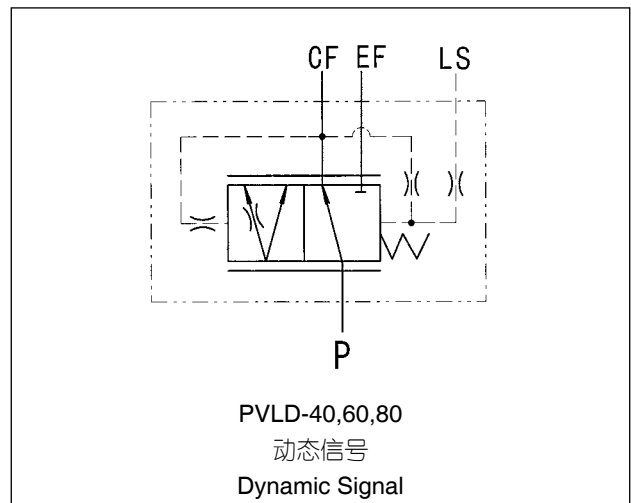 CF EF LS
P
PVLD-40,60,80
动态信号
Dynamic Signal